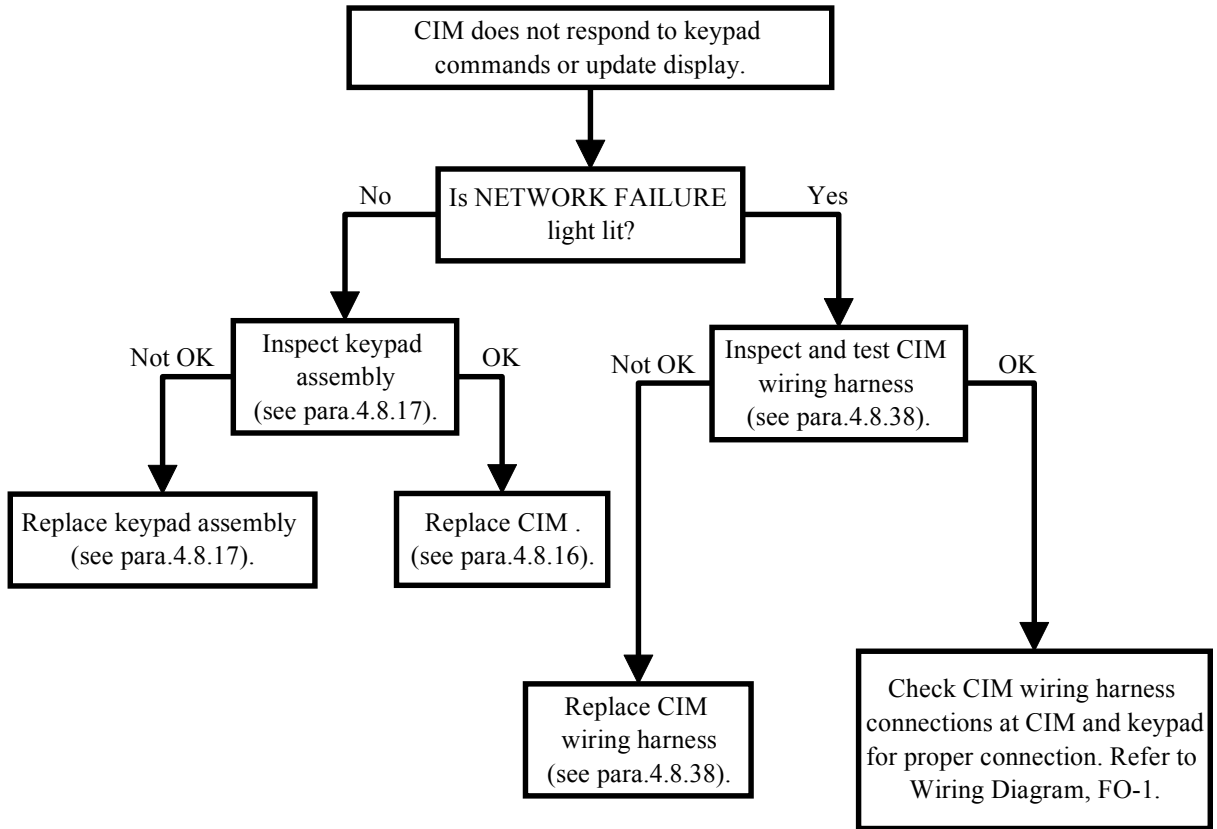 CIM does not respond to keypad
commands or update display.
No
Is NETWORK FAILURE
light lit?
Yes
Not OK
Inspect keypad
assembly
(see para.4.8.17).
OK
Not OK
Inspect and test CIM
wiring harness
(see para.4.8.38).
OK
Replace keypad assembly
(see para.4.8.17).
Replace CIM .
(see para.4.8.16).
Replace CIM
wiring harness
(see para.4.8.38).
Check CIM wiring harness
connections at CIM and keypad
for proper connection. Refer to
Wiring Diagram, FO-1.